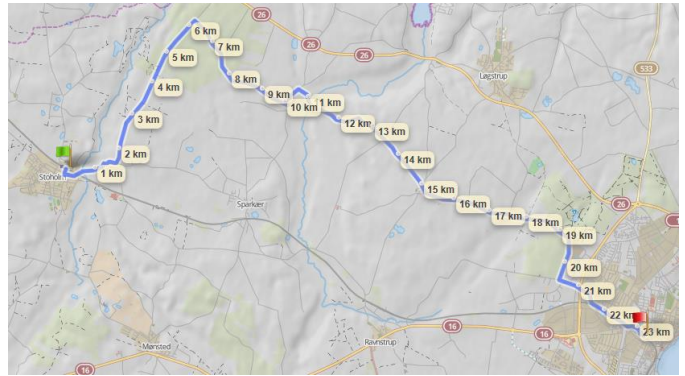 26
6 km
7 km
5 km
26
Løgstrup
533
8 km
4 km
9 km
10 km
1 km
3 km
12 km
13 km
2 km
14 km
1 km
Stoholm
15 km
Sparkær
16 km
17 km
18 km
26
1
19 km
20 km
21 km
22 km
23 km
16
16
Ravnstrup
Mønsted
16